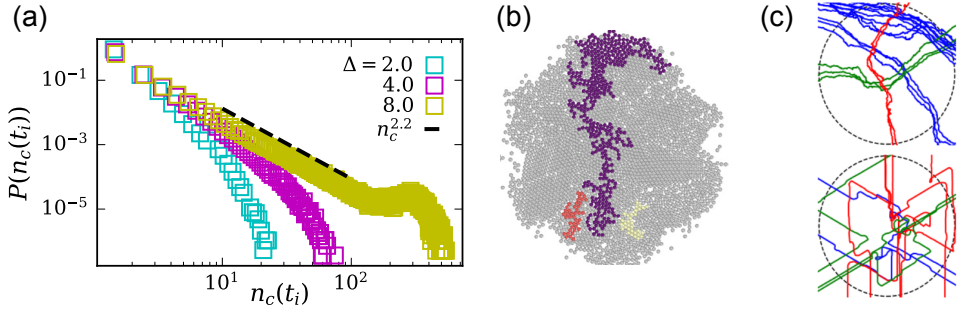 (a)
(b)
(c)
P(n_c(t_i))
10^{-1}
10^{-3}
10^{-5}
Δ = 2.0
4.0
8.0
n_c^{2.2}
10^1
10^2
n_c(t_i)